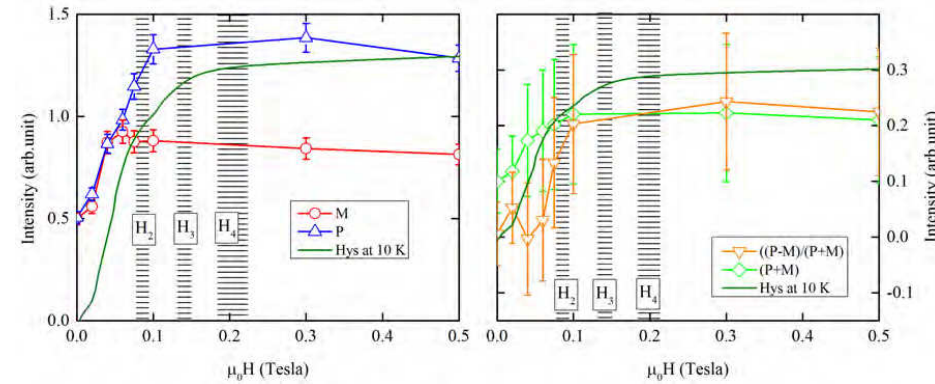 1.5
1.0
0.5
0.0
Intensity (arb.unit)
0.0
0.1
0.2
0.3
0.4
0.5
μ₀H (Tesla)
H₂
H₃
H₄
M
P
Hys at 10 K
0.3
0.2
0.1
0.0
-0.1
Intensity (arb.unit)
0.0
0.1
0.2
0.3
0.4
0.5
μ₀H (Tesla)
H₂
H₃
H₄
((P-M)/(P+M)
(P+M)
Hys at 10 K